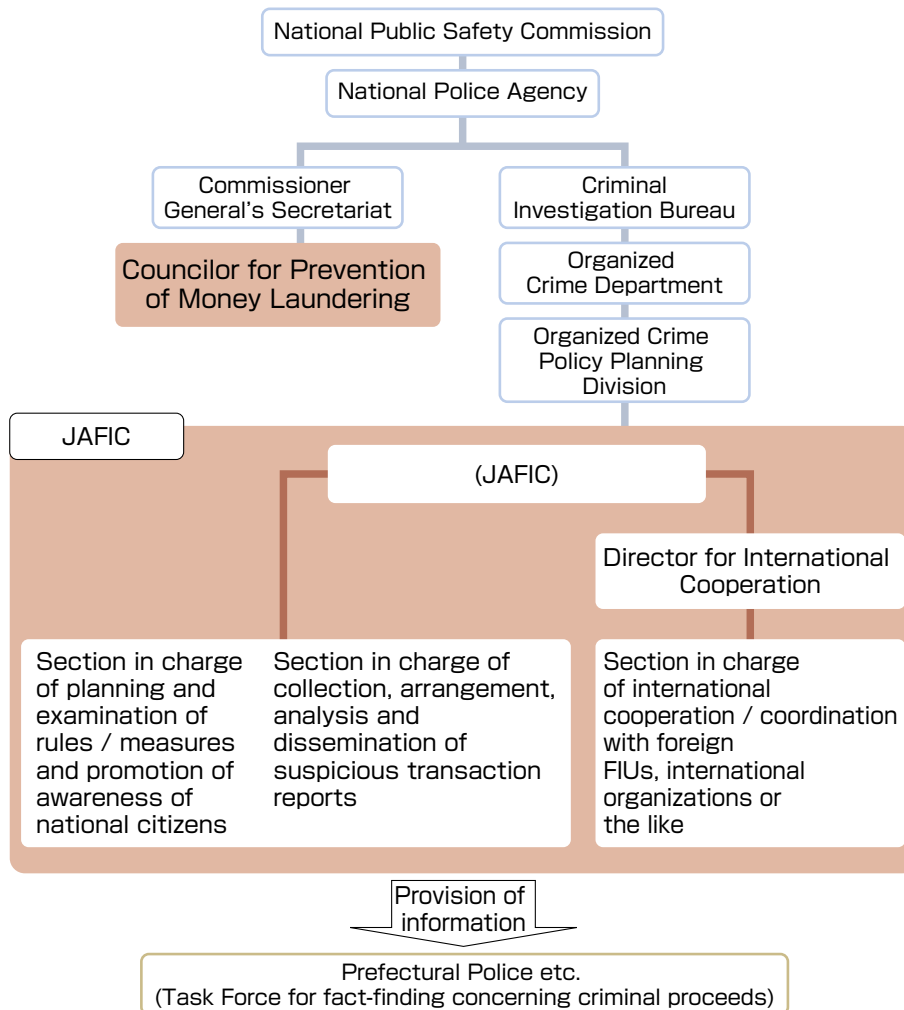 National Public Safety Commission
National Police Agency
Commissioner
General's Secretariat
Criminal
Investigation Bureau
Councilor for Prevention
of Money Laundering
Organized
Crime Department
Organized Crime
Policy Planning
Division
JAFIC
(JAFIC)
Director for International
Cooperation
Section in charge
of planning and
examination of
rules / measures
and promotion of
awareness of
national citizens
Section in charge of
collection, arrangement,
analysis and
dissemination of
suspicious transaction
reports
Section in charge
of international
cooperation / coordination
with foreign
FIUs, international
organizations or
the like
Provision of
information
Prefectural Police etc.
(Task Force for fact-finding concerning criminal proceeds)